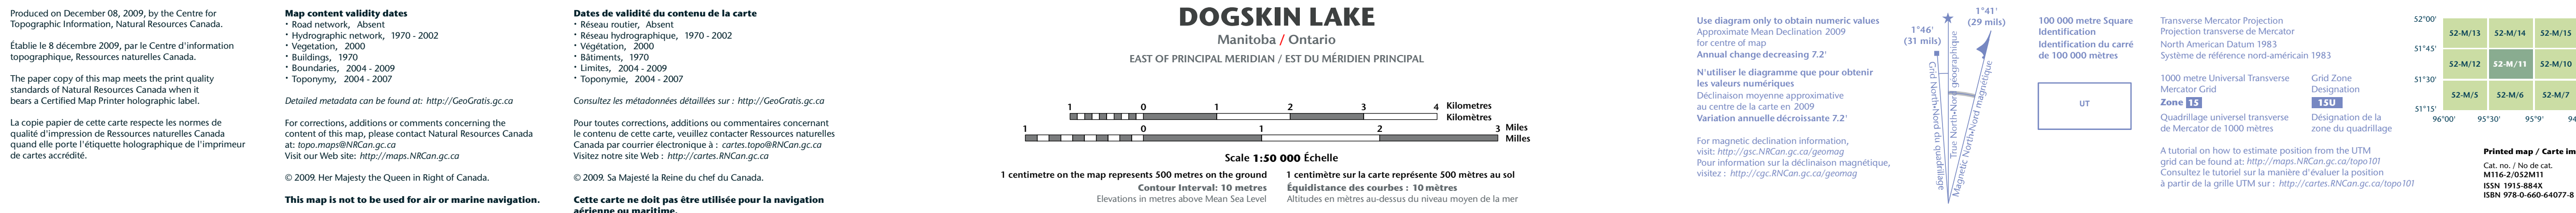 Produced on December 08, 2009, by the Centre for
Topographic Information, Natural Resources Canada.
Établie le 8 décembre 2009, par le Centre d'information
topographique, Ressources naturelles Canada.
The paper copy of this map meets the print quality
standards of Natural Resources Canada when it
bears a Certified Map Printer holographic label.
La copie papier de cette carte respecte les normes de
qualité d'impression de Ressources naturelles Canada
quand elle porte l'étiquette holographique de l'imprimeur
de cartes accrédité.
Map content validity dates
· Road network, Absent
· Hydrographic network, 1970 - 2002
· Vegetation, 2000
· Buildings, 1970
· Boundaries, 2004 - 2009
· Toponymy, 2004 - 2007
Detailed metadata can be found at: http://GeoGratis.gc.ca
For corrections, additions or comments concerning the
content of this map, please contact Natural Resources Canada
at: topo.maps@NRCan.gc.ca
Visit our Web site: http://maps.NRCan.gc.ca
© 2009. Her Majesty the Queen in Right of Canada.
This map is not to be used for air or marine navigation.
Dates de validité du contenu de la carte
· Réseau routier, Absent
· Réseau hydrographique, 1970 - 2002
· Végétation, 2000
· Bâtiments, 1970
· Limites, 2004 - 2009
· Toponymie, 2004 - 2007
Consultez les métadonnées détaillées sur : http://GeoGratis.gc.ca
Pour toutes corrections, additions ou commentaires concernant
le contenu de cette carte, veuillez contacter Ressources naturelles
Canada par courrier électronique à : cartes.topo@RNCan.gc.ca
Visitez notre site Web : http://cartes.RNCan.gc.ca
© 2009. Sa Majesté la Reine du chef du Canada.
Cette carte ne doit pas être utilisée pour la navigation
aérienne ou maritime.
DOGSKIN LAKE
Manitoba / Ontario
EAST OF PRINCIPAL MERIDIAN / EST DU MÉRIDIEN PRINCIPAL
1 0 1 2 3 4 Kilometres
Kilomètres
1 0 1 2 3 Miles
Milles
Scale 1:50 000 Échelle
1 centimetre on the map represents 500 metres on the ground
Contour Interval: 10 metres
Elevations in metres above Mean Sea Level
1 centimètre sur la carte représente 500 mètres au sol
Équidistance des courbes : 10 mètres
Altitudes en mètres au-dessus du niveau moyen de la mer
Use diagram only to obtain numeric values
Approximate Mean Declination 2009
for centre of map
Annual change decreasing 7.2'
N'utiliser le diagramme que pour obtenir
les valeurs numériques
Déclinaison moyenne approximative
au centre de la carte en 2009
Variation annuelle décroissante 7.2'
For magnetic declination information,
visit: http://gsc.NRCan.gc.ca/geomag
Pour information sur la déclinaison magnétique,
visitez : http://cgc.RNCan.gc.ca/geomag
1°46'
(31 mils)
1°41'
(29 mils)
Grid North•Nord du quadrillage
True North•Nord géographique
Magnetic North•Nord magnétique
100 000 metre Square
Identification
Identification du carré
de 100 000 mètres
UT
Transverse Mercator Projection
Projection transverse de Mercator
North American Datum 1983
Système de référence nord-américain 1983
1000 metre Universal Transverse
Mercator Grid
Zone 15
Quadrillage universel transverse
de Mercator de 1000 mètres
Grid Zone
Designation
15U
Désignation de la
zone du quadrillage
A tutorial on how to estimate position from the UTM
grid can be found at: http://maps.NRCan.gc.ca/topo101
Consultez le tutoriel sur la manière d'évaluer la position
à partir de la grille UTM sur : http://cartes.RNCan.gc.ca/topo101
52°00'
52-M/13 52-M/14 52-M/15
51°45'
52-M/12 52-M/11 52-M/10
51°30'
52-M/5 52-M/6 52-M/7
51°15'
96°00' 95°30' 95°9' 94
Printed map / Carte im
Cat. no. / No de cat.
M116-2/052M11
ISSN 1915-884X
ISBN 978-0-660-64077-8